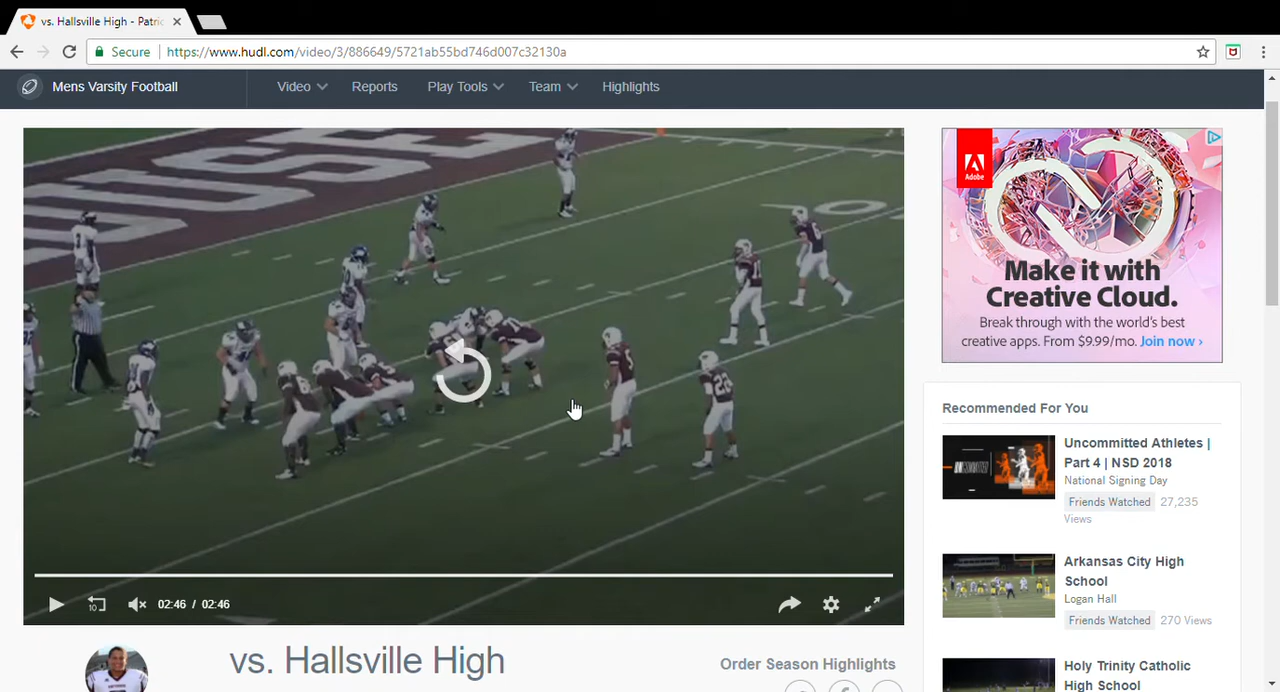 vs. Hallsville High - Patric
Secure
https://www.hudl.com/video/3/886649/5721ab55bd746d007c32130a
Mens Varsity Football
Video
Reports
Play Tools
Team
Highlights
10
02:46 / 02:46
vs. Hallsville High
Order Season Highlights
Adobe
Make it with
Creative Cloud.
Break through with the world's best
creative apps. From $9.99/mo. Join now ›
Recommended For You
Uncommitted Athletes |
Part 4 | NSD 2018
National Signing Day
Friends Watched 27,235
Views
Arkansas City High
School
Logan Hall
Friends Watched 270 Views
Holy Trinity Catholic
High School